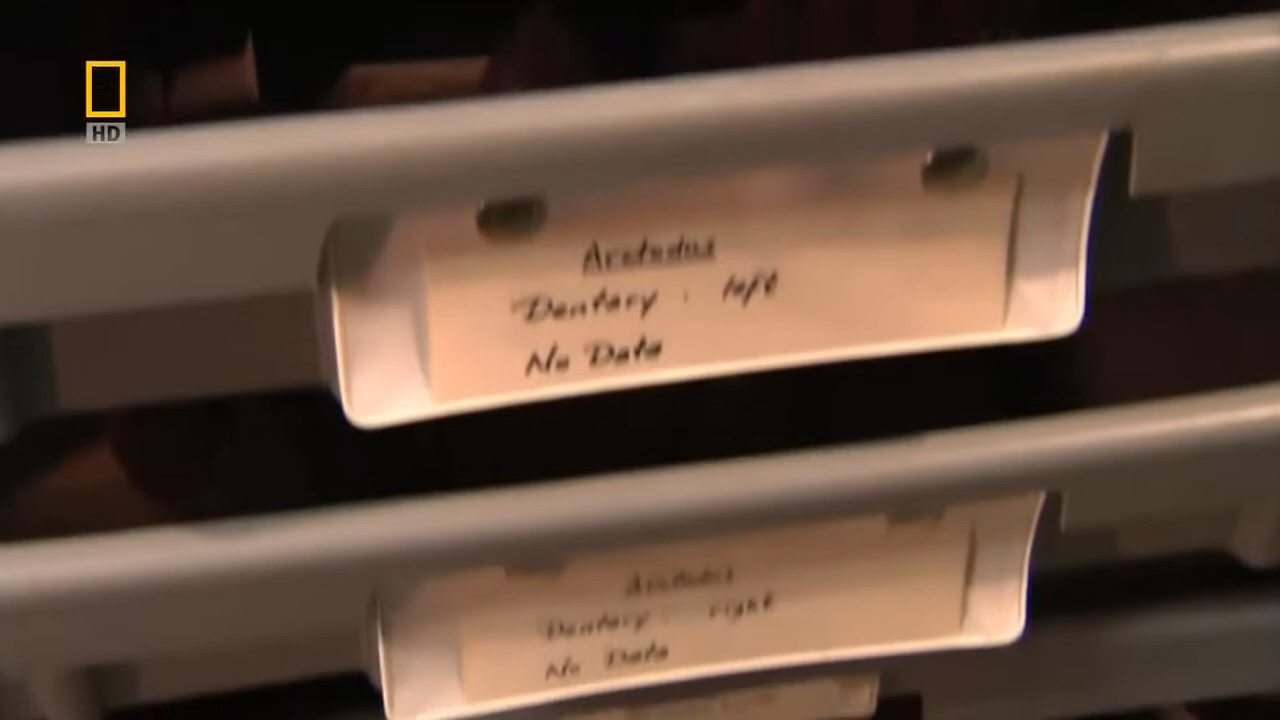 HD
Arctodus
Dentary : left
No Data
Arctodus
Dentary : right
No Data